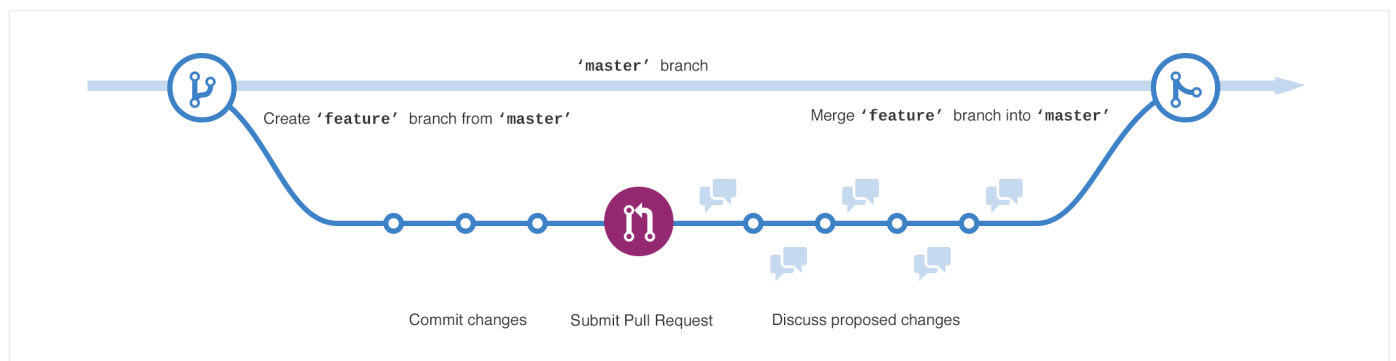 ‘master’ branch
Create ‘feature’ branch from ‘master’
Merge ‘feature’ branch into ‘master’
Commit changes
Submit Pull Request
Discuss proposed changes